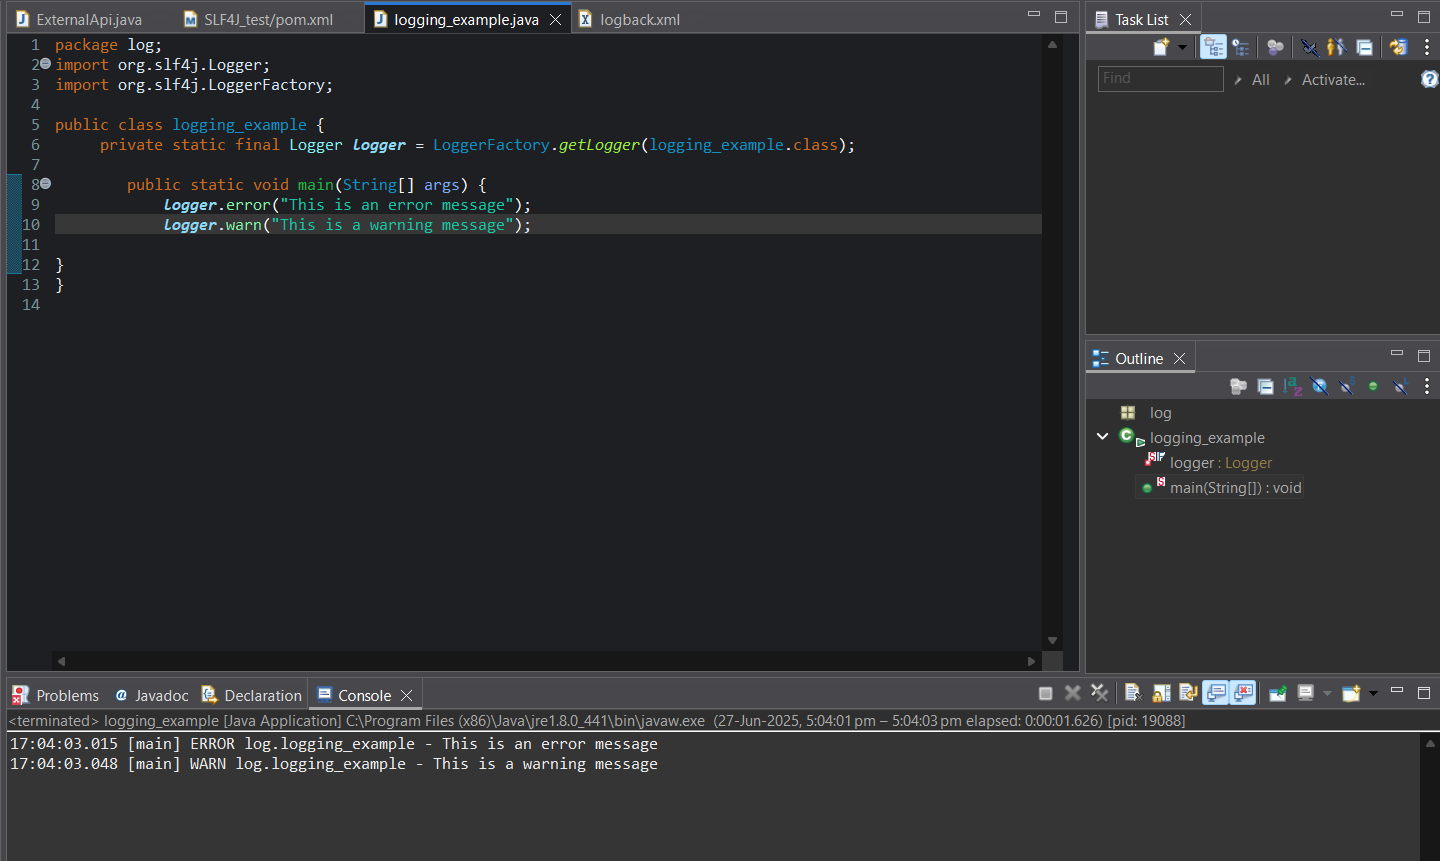 ExternalApi.java
SLF4J_test/pom.xml
logging_example.java
logback.xml
1 package log;
2 import org.slf4j.Logger;
3 import org.slf4j.LoggerFactory;
4
5 public class logging_example {
6 private static final Logger logger = LoggerFactory.getLogger(logging_example.class);
7
8 public static void main(String[] args) {
9 logger.error("This is an error message");
10 logger.warn("This is a warning message");
11
12 }
13 }
14
Task List
Find
All
Activate...
Outline
log
logging_example
logger : Logger
main(String[]) : void
Problems
Javadoc
Declaration
Console
<terminated> logging_example [Java Application] C:\Program Files (x86)\Java\jre1.8.0_441\bin\javaw.exe (27-Jun-2025, 5:04:01 pm – 5:04:03 pm elapsed: 0:00:01.626) [pid: 19088]
17:04:03.015 [main] ERROR log.logging_example - This is an error message
17:04:03.048 [main] WARN log.logging_example - This is a warning message